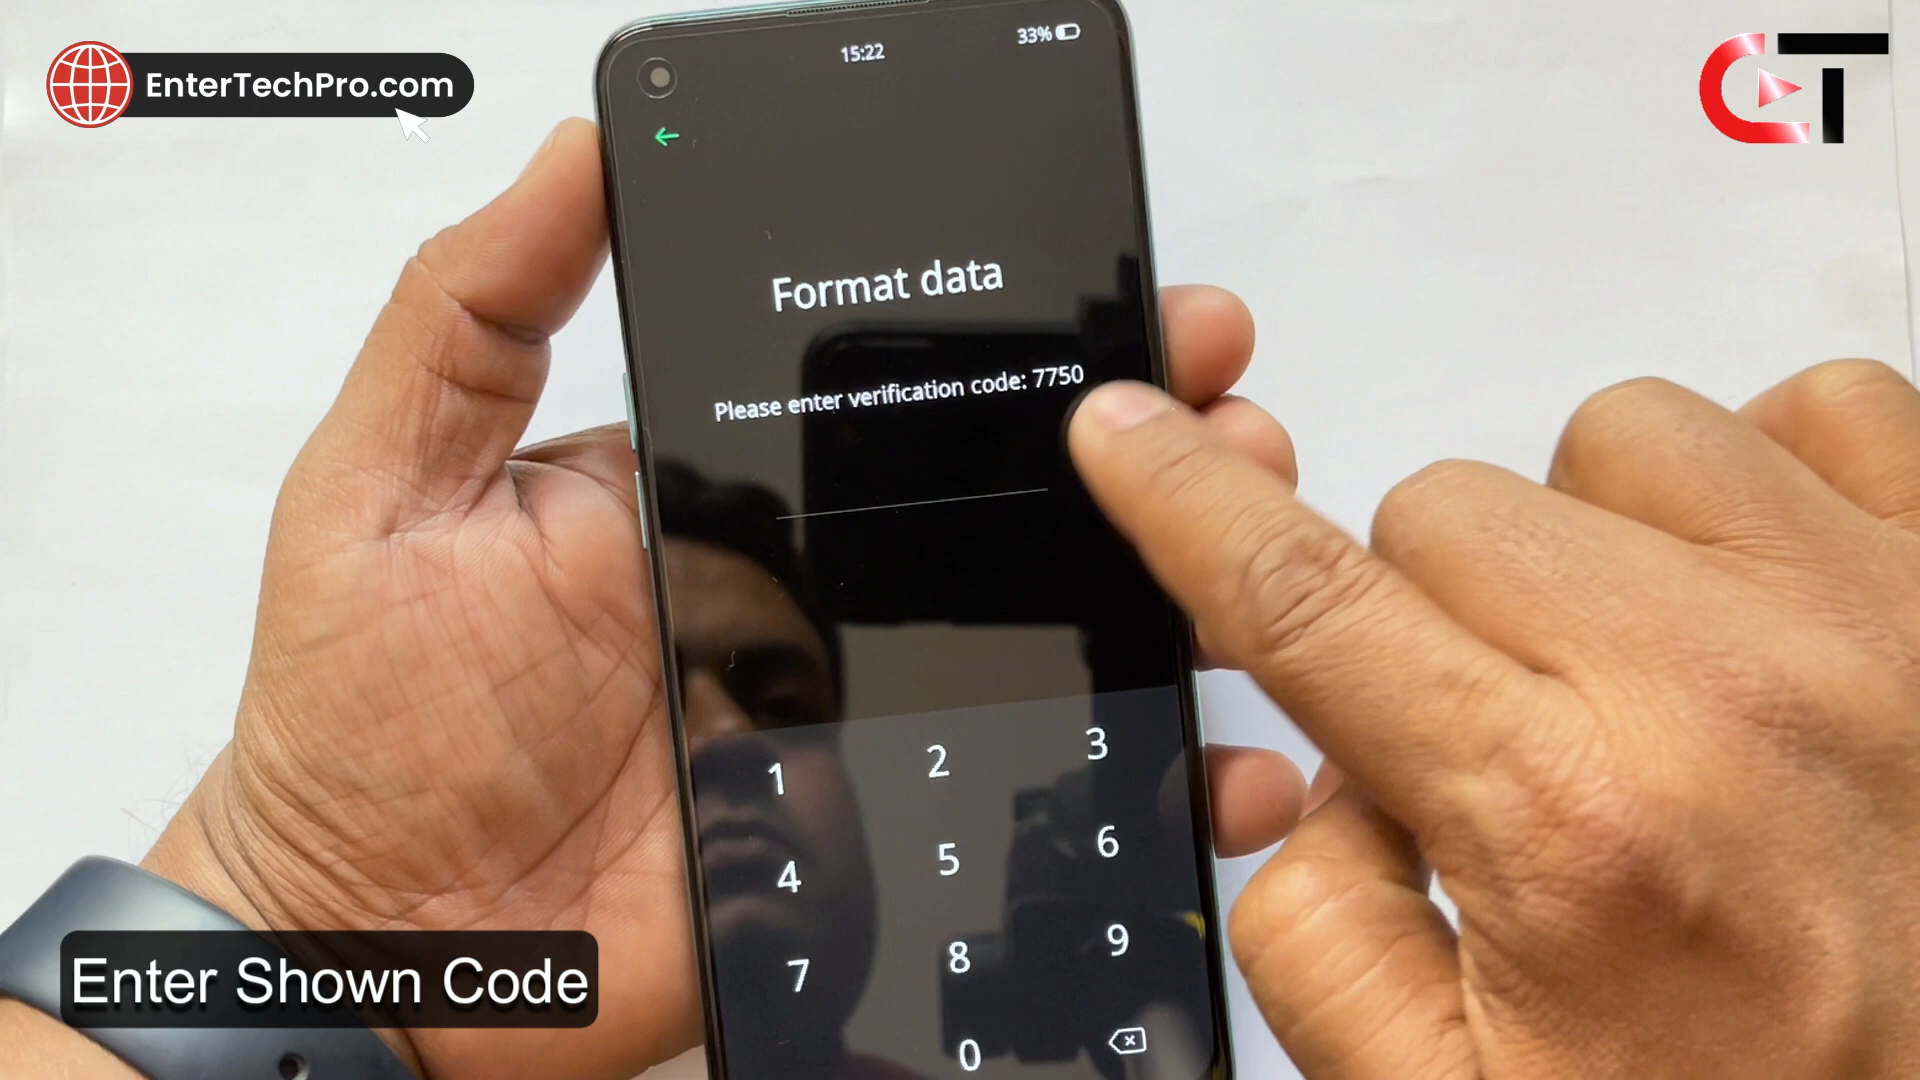 EnterTechPro.com
CT
15:22
33%
Format data
Please enter verification code: 7750
1 2 3
4 5 6
7 8 9
0
Enter Shown Code